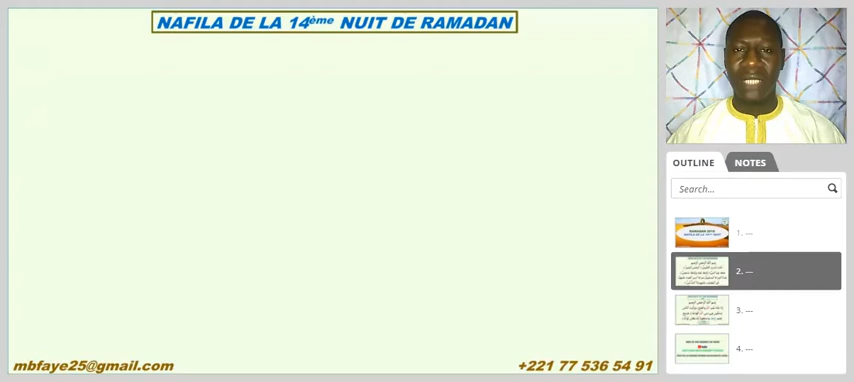 NAFILA DE LA 14ème NUIT DE RAMADAN
OUTLINE
NOTES
Search...
1. ---
2. ---
3. ---
4. ---
mbfaye25@gmail.com
+221 77 536 54 91